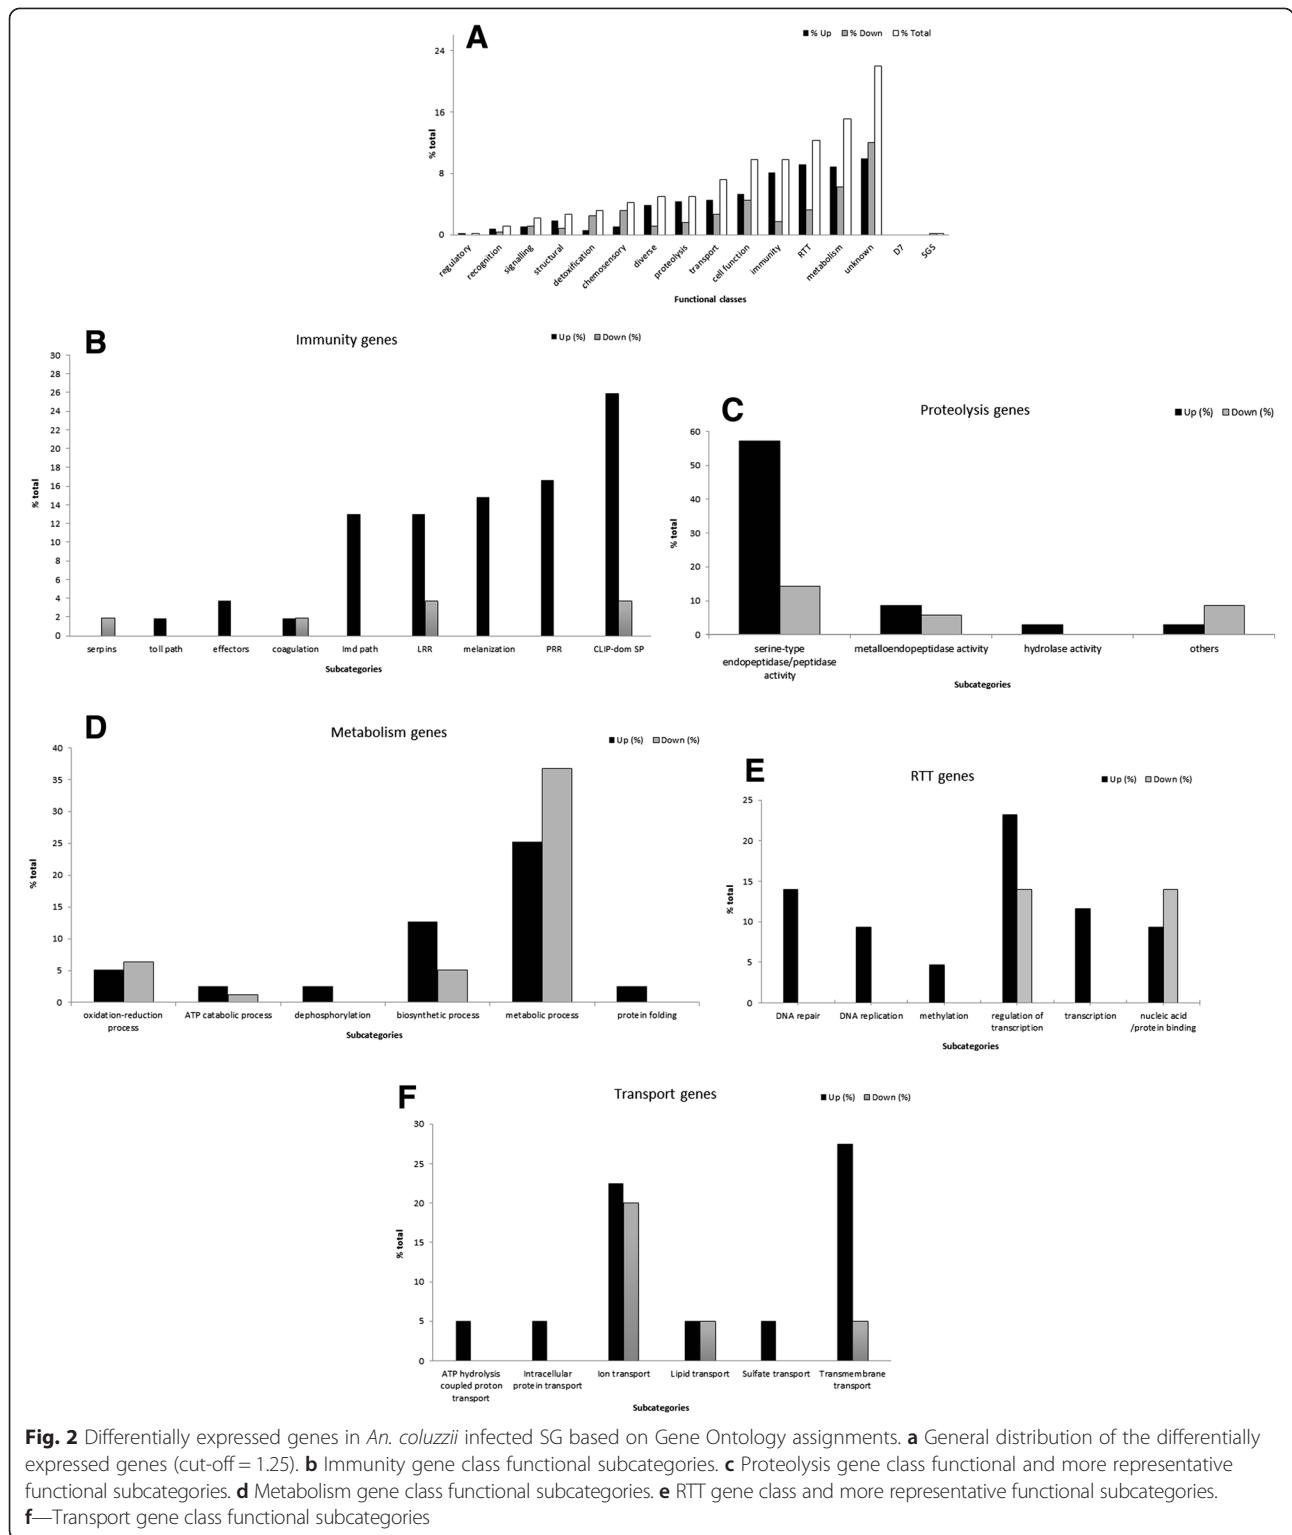 A
% Up % Down % Total
24
16
8
0
% total
regulatory
recognition
signalling
structural
detoxification
chemosensory
diverse
proteolysis
transport
cell function
immunity
RTT
metabolism
unknown
D7
SG5
Functional classes
B
Immunity genes
Up (%) Down (%)
30
28
26
24
22
20
18
16
14
12
10
8
6
4
2
0
% total
serpins toll path effectors coagulation Imd path LRR melanization PRR CLIP-dom SP
Subcategories
C
Proteolysis genes
Up (%) Down (%)
60
50
40
30
20
10
0
% total
serine-type metalloendopeptidase activity hydrolase activity others
endopeptidase/peptidase
activity
Subcategories
D
Metabolism genes
Up (%) Down (%)
40
35
30
25
20
15
10
5
0
% total
oxidation-reduction ATP catabolic process dephosphorylation biosynthetic process metabolic process protein folding
process
Subcategories
E
RTT genes
Up (%) Down (%)
25
20
15
10
5
0
% total
DNA repair DNA replication methylation regulation of transcription nucleic acid
transcription /protein binding
Subcategories
F
Transport genes
Up (%) Down (%)
30
25
20
15
10
5
0
% total
ATP hydrolysis Intracellular Ion transport Lipid transport Sulfate transport Transmembrane
coupled proton protein transport transport
transport
Subcategories
Fig. 2 Differentially expressed genes in An. coluzzii infected SG based on Gene Ontology assignments. a General distribution of the differentially
expressed genes (cut-off = 1.25). b Immunity gene class functional subcategories. c Proteolysis gene class functional and more representative
functional subcategories. d Metabolism gene class functional subcategories. e RTT gene class and more representative functional subcategories.
f—Transport gene class functional subcategories